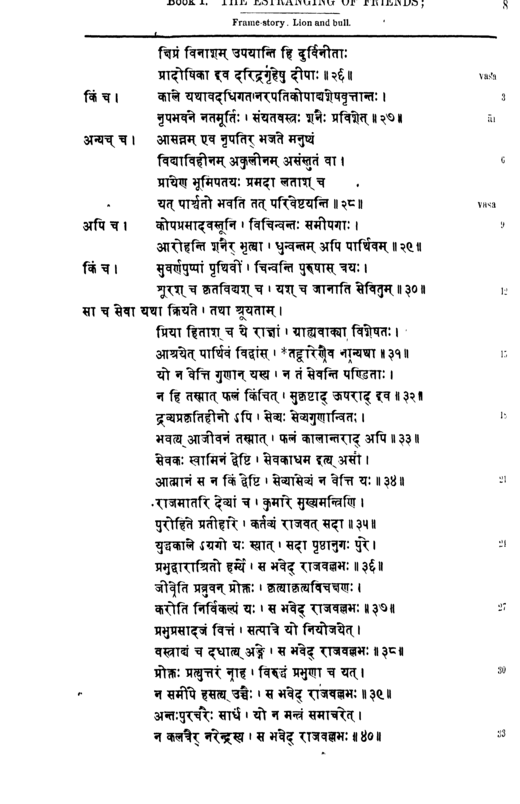 Book I. THE ESTRANGING OF FRIENDS; 8
Frame-story. Lion and bull.
क्षिप्रं विनाशम् उपयान्ति हि दुर्विनीताः
प्रादोषिका इव दरिद्रगृहेषु दीपाः ॥२६॥ vasa
किं च । काले यथावदधिगतनरपतिकोपाद्यशेषवृत्तान्तः । 3
नृपभवने नतमूर्तिः । संयतवस्त्रः शनैः प्रविशेत् ॥२७॥ āi
अन्यच् च । आसन्नम् एव नृपतिर् भजते मनुष्यं
विद्याविहीनम् अकुलीनम् असंस्तुतं वा । 6
प्रायेण भूमिपतयः प्रमदा लताश् च
यत् पार्श्वतो भवति तत् परिवेष्टयन्ति ॥२८॥ vasa
अपि च । कोपप्रसादवस्तूनि । विचिन्वन्तः समीपगाः । 9
आरोहन्ति शनैर् भृत्या । धुन्वन्तम् अपि पार्थिवम् ॥२९॥
किं च । सुवर्णपुष्पां पृथिवीं । चिन्वन्ति पुरुषास् त्रयः ।
शूरश् च कृतविद्यश् च । यश् च जानाति सेवितुम् ॥३०॥ 12
सा च सेवा यथा क्रियते । तथा श्रूयताम् ।
प्रिया हिताश् च ये राज्ञां । ग्राह्यवाक्या विशेषतः ।
आश्रयेत् पार्थिवं विद्वांस् । *तद्द्वारेणैव नान्यथा ॥३१॥ 15
यो न वेत्ति गुणान् यस्य । न तं सेवन्ति पण्डिताः ।
न हि तस्मात् फलं किंचित् । सुकृष्टाद् ऊषराद् इव ॥३२॥
द्रव्यप्रकृतिहीनो ऽपि । सेव्यः सेव्यगुणान्वितः । 18
भवत्य् आजीवनं तस्मात् । फलं कालान्तराद् अपि ॥३३॥
सेवकः स्वामिनं द्वेष्टि । सेवकाधम इत्य् असौ ।
आत्मानं स न किं द्वेष्टि । सेव्यासेव्यं न वेत्ति यः ॥३४॥ 21
राजमातरि देव्यां च । कुमारे मुख्यमन्त्रिणि ।
पुरोहिते प्रतीहारे । कर्तव्यं राजवत् सदा ॥३५॥
युद्धकाले ऽग्रगो यः स्यात् । सदा पृष्ठानुगः पुरे । 24
प्रभुद्वाराश्रितो हर्म्ये । स भवेद् राजवल्लभः ॥३६॥
जीवेति प्रब्रुवन् प्रोक्तः । कृत्याकृत्यविचक्षणः ।
करोति निर्विकल्पं यः । स भवेद् राजवल्लभः ॥३७॥ 27
प्रभुप्रसादजं वित्तं । सत्पात्रे यो नियोजयेत् ।
वस्त्राद्यं च दधात्य् अङ्गे । स भवेद् राजवल्लभः ॥३८॥
प्रोक्तः प्रत्युत्तरं नाह । विरुद्धं प्रभुणा च यत् । 30
न समीपे हसत्य् उच्चैः । स भवेद् राजवल्लभः ॥३९॥
अन्तःपुरचरैः सार्धं । यो न मन्त्रं समाचरेत् ।
न कलत्रैर् नरेन्द्रस्य । स भवेद् राजवल्लभः ॥४०॥ 33